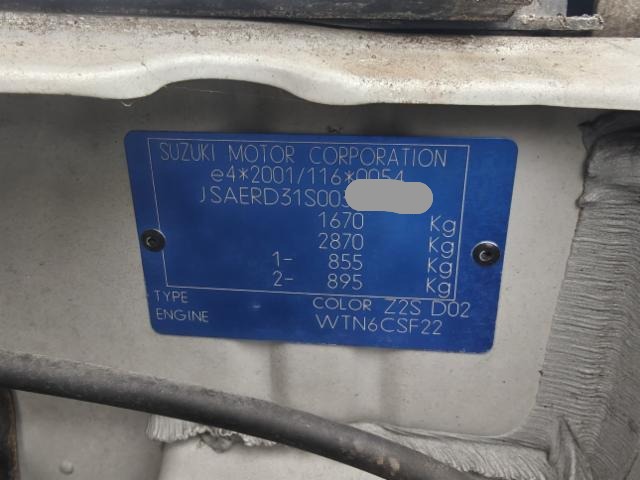 SUZUKI MOTOR CORPORATION
e4*2001/116*0054
JSAERD31S00
1670 Kg
2870 Kg
1- 855 Kg
2- 895 Kg
TYPE COLOR Z2S D02
ENGINE WTN6CSF22